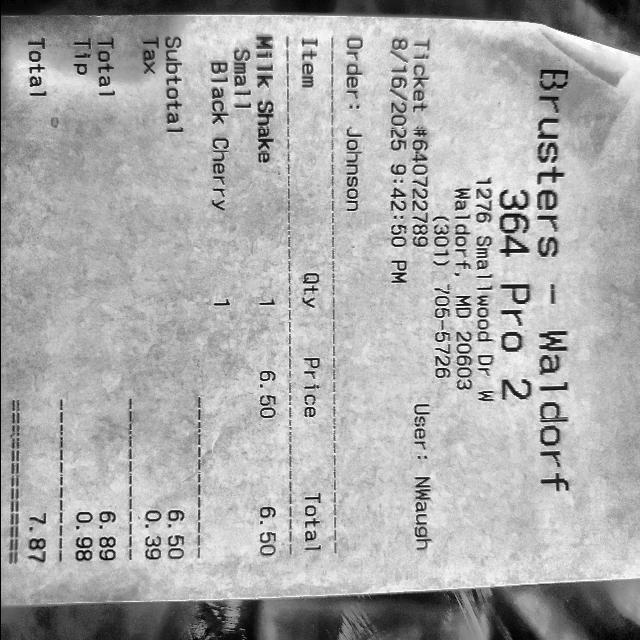 Brusters - Waldorf
364 Pro 2
1276 Smallwood Dr W
Waldorf, MD 20603
(301) 705-5726
Ticket #640722789 User: NWaugh
8/16/2025 9:42:50 PM
Order: Johnson
Item Qty Price Total
Milk Shake 1 6.50 6.50
Small
Black Cherry 1
Subtotal 6.50
Tax 0.39
Total 6.89
Tip 0.98
Total 7.87